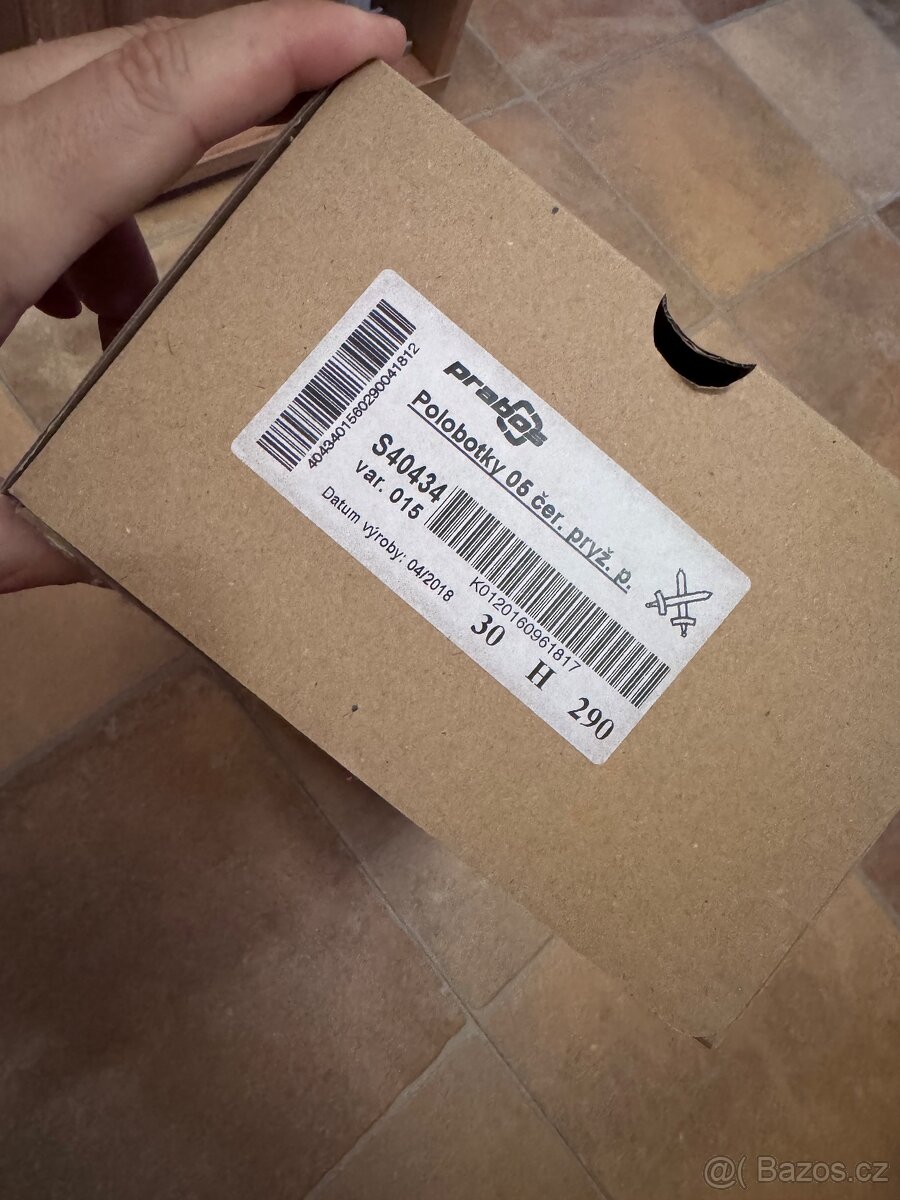 4043401560290041812
prabos
Polobotky 05 čer. pryž. p.
S40434
var. 015
K0120160961817
Datum výroby: 04/2018
30 H 290
@( Bazos.cz